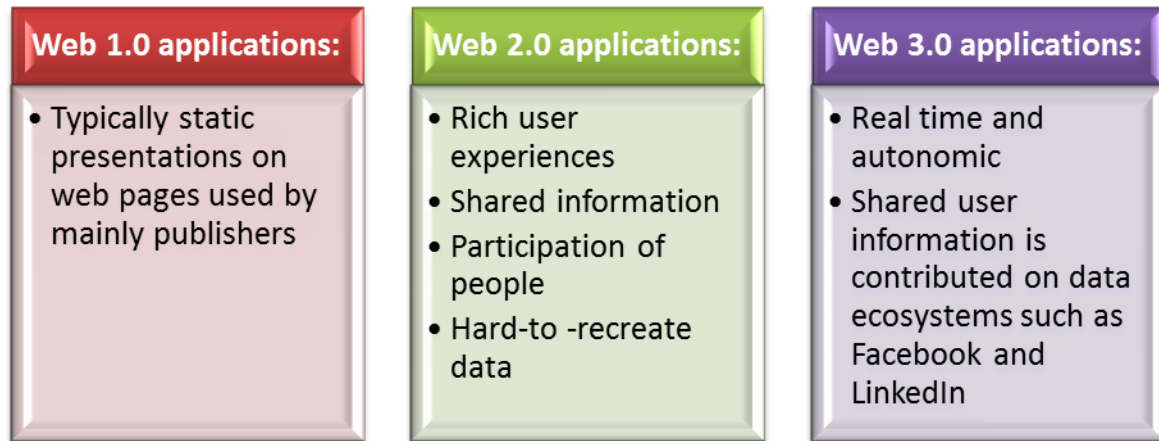 Web 1.0 applications:
• Typically static
presentations on
web pages used by
mainly publishers
Web 2.0 applications:
• Rich user
experiences
• Shared information
• Participation of
people
• Hard-to -recreate
data
Web 3.0 applications:
• Real time and
autonomic
• Shared user
information is
contributed on data
ecosystems such as
Facebook and
LinkedIn